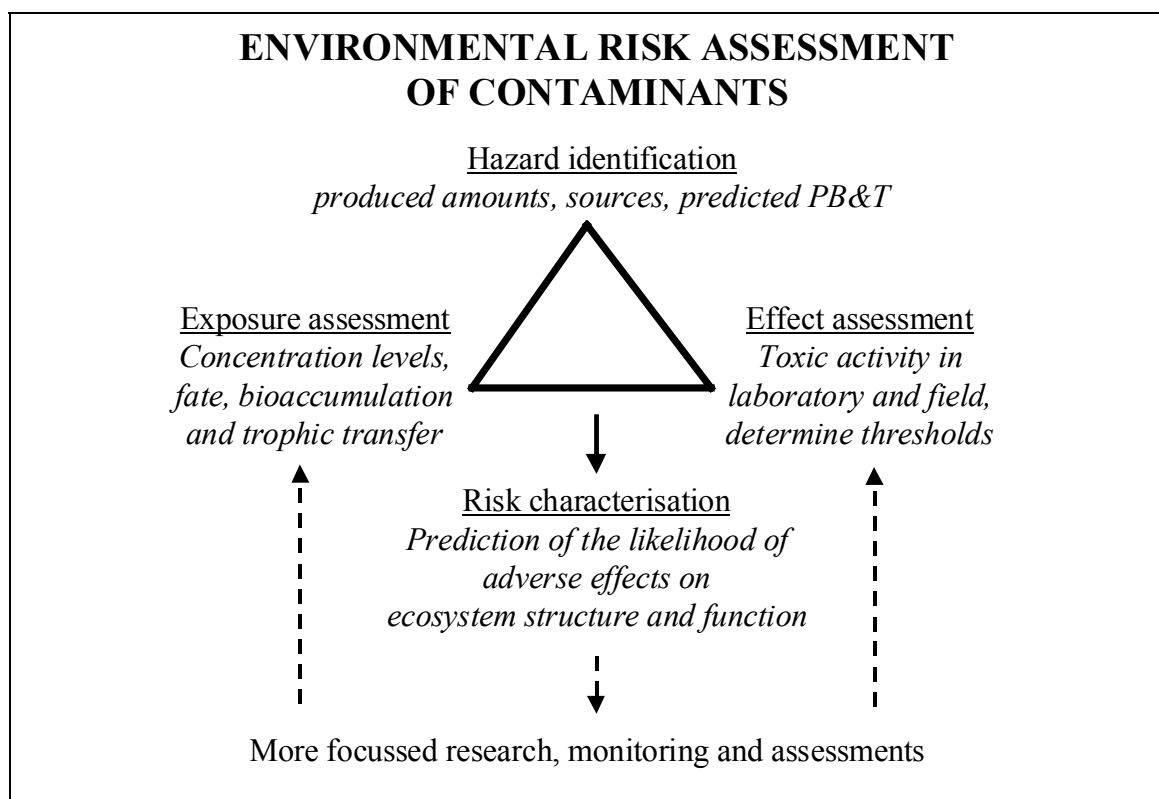 ENVIRONMENTAL RISK ASSESSMENT
OF CONTAMINANTS
Hazard identification
produced amounts, sources, predicted PB&T
Exposure assessment
Concentration levels,
fate, bioaccumulation
and trophic transfer
Effect assessment
Toxic activity in
laboratory and field,
determine thresholds
Risk characterisation
Prediction of the likelihood of
adverse effects on
ecosystem structure and function
More focussed research, monitoring and assessments